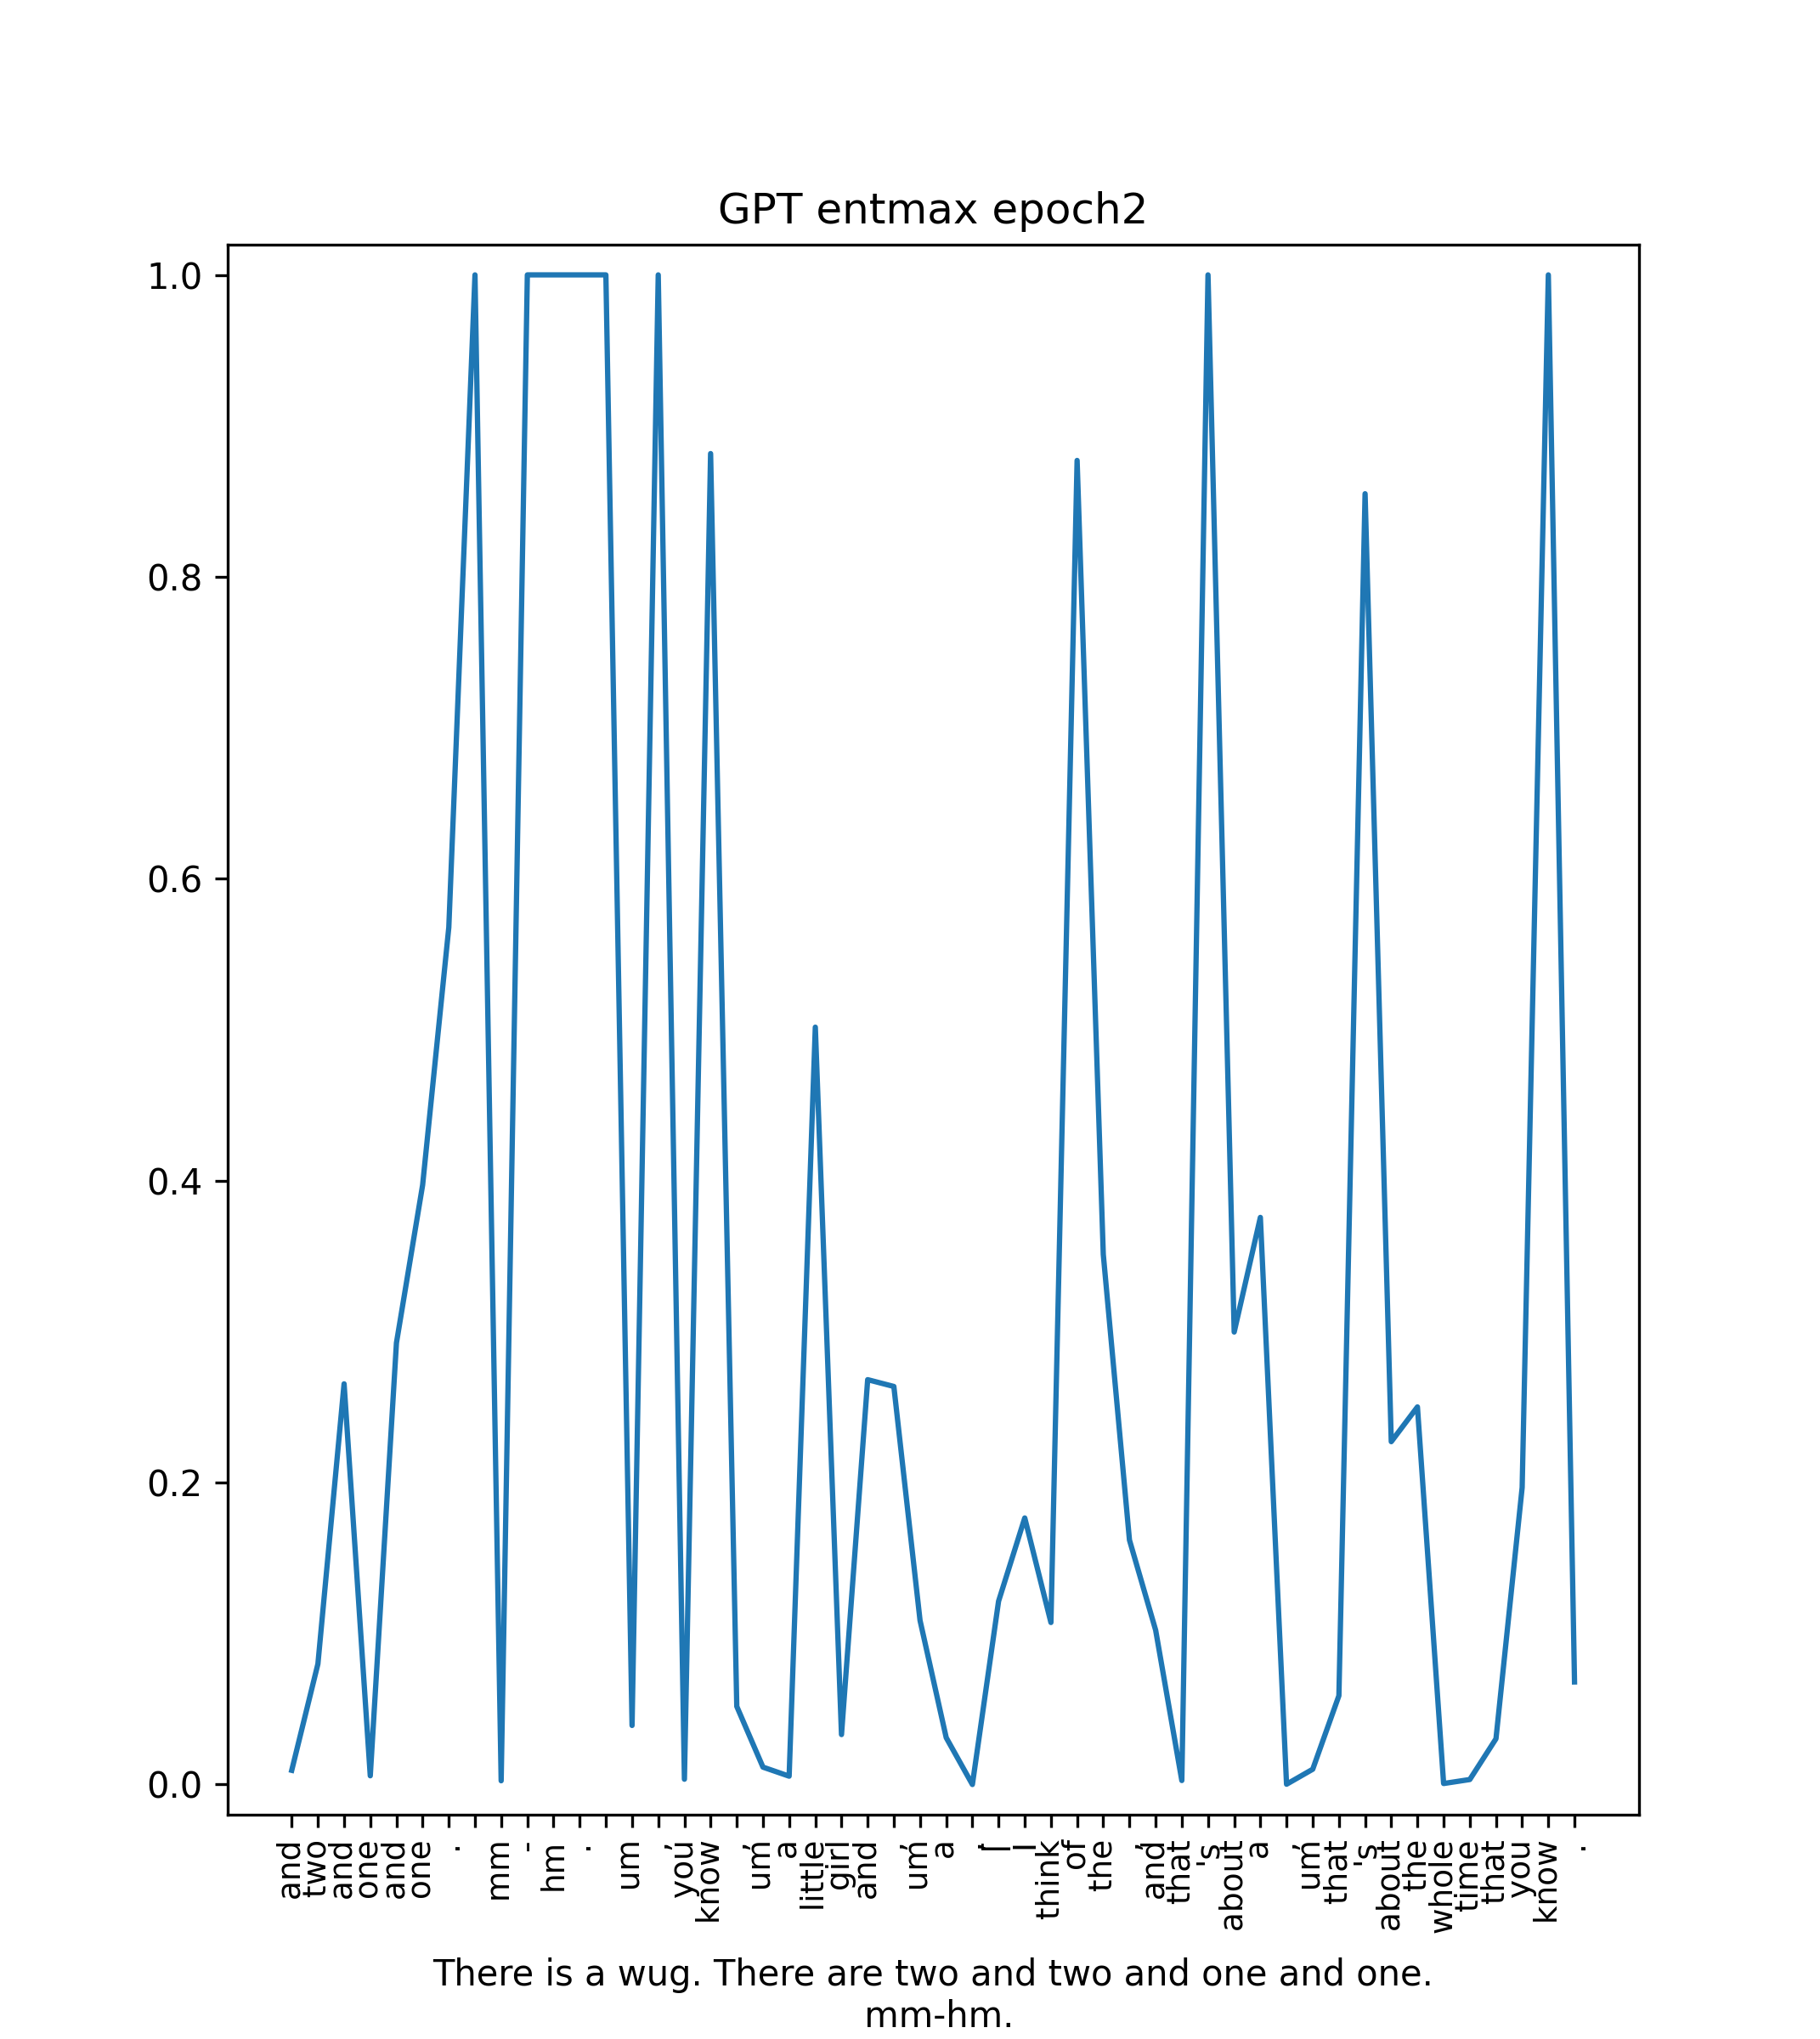 GPT entmax epoch2
1.0
0.8
0.6
0.4
0.2
0.0
and
two
and
one
and
one
.
mm
-
hm
.
um
,
you
know
,
um
,
a
little
girl
and
,
um
,
a
,
I
I
think
of
the
,
and
that
's
about
a
,
um
that
's
about
the
whole
time
that
you
know
.
There is a wug. There are two and two and one and one.
mm-hm.